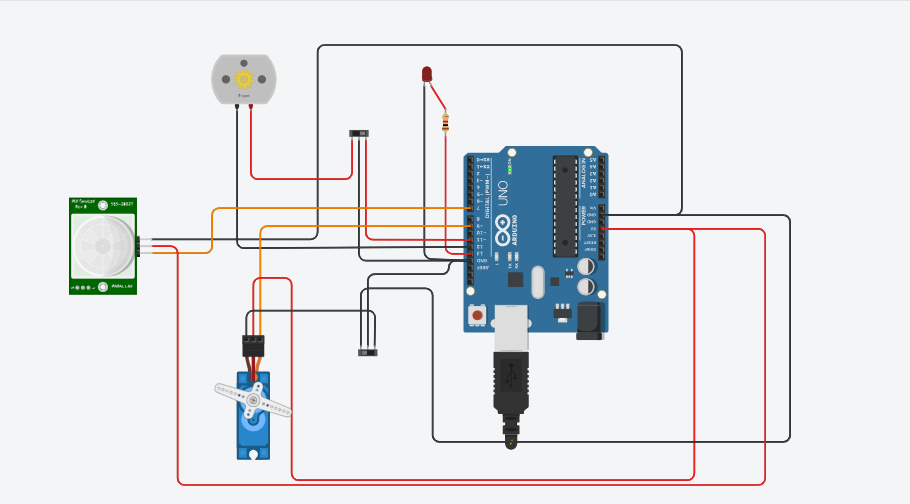 PIR Sensor
Rev B
555-28027
PARALLAX
DIGITAL (PWM~)
UNO
ARDUINO
ANALOG IN
POWER
AREF
GND
13
12
~11
~10
~9
8
7
~6
~5
4
~3
2
TX→1
RX←0
A5
A4
A3
A2
A1
A0
Vin
GND
GND
5V
3.3V
RESET
IOREF
ON
L
TX
RX